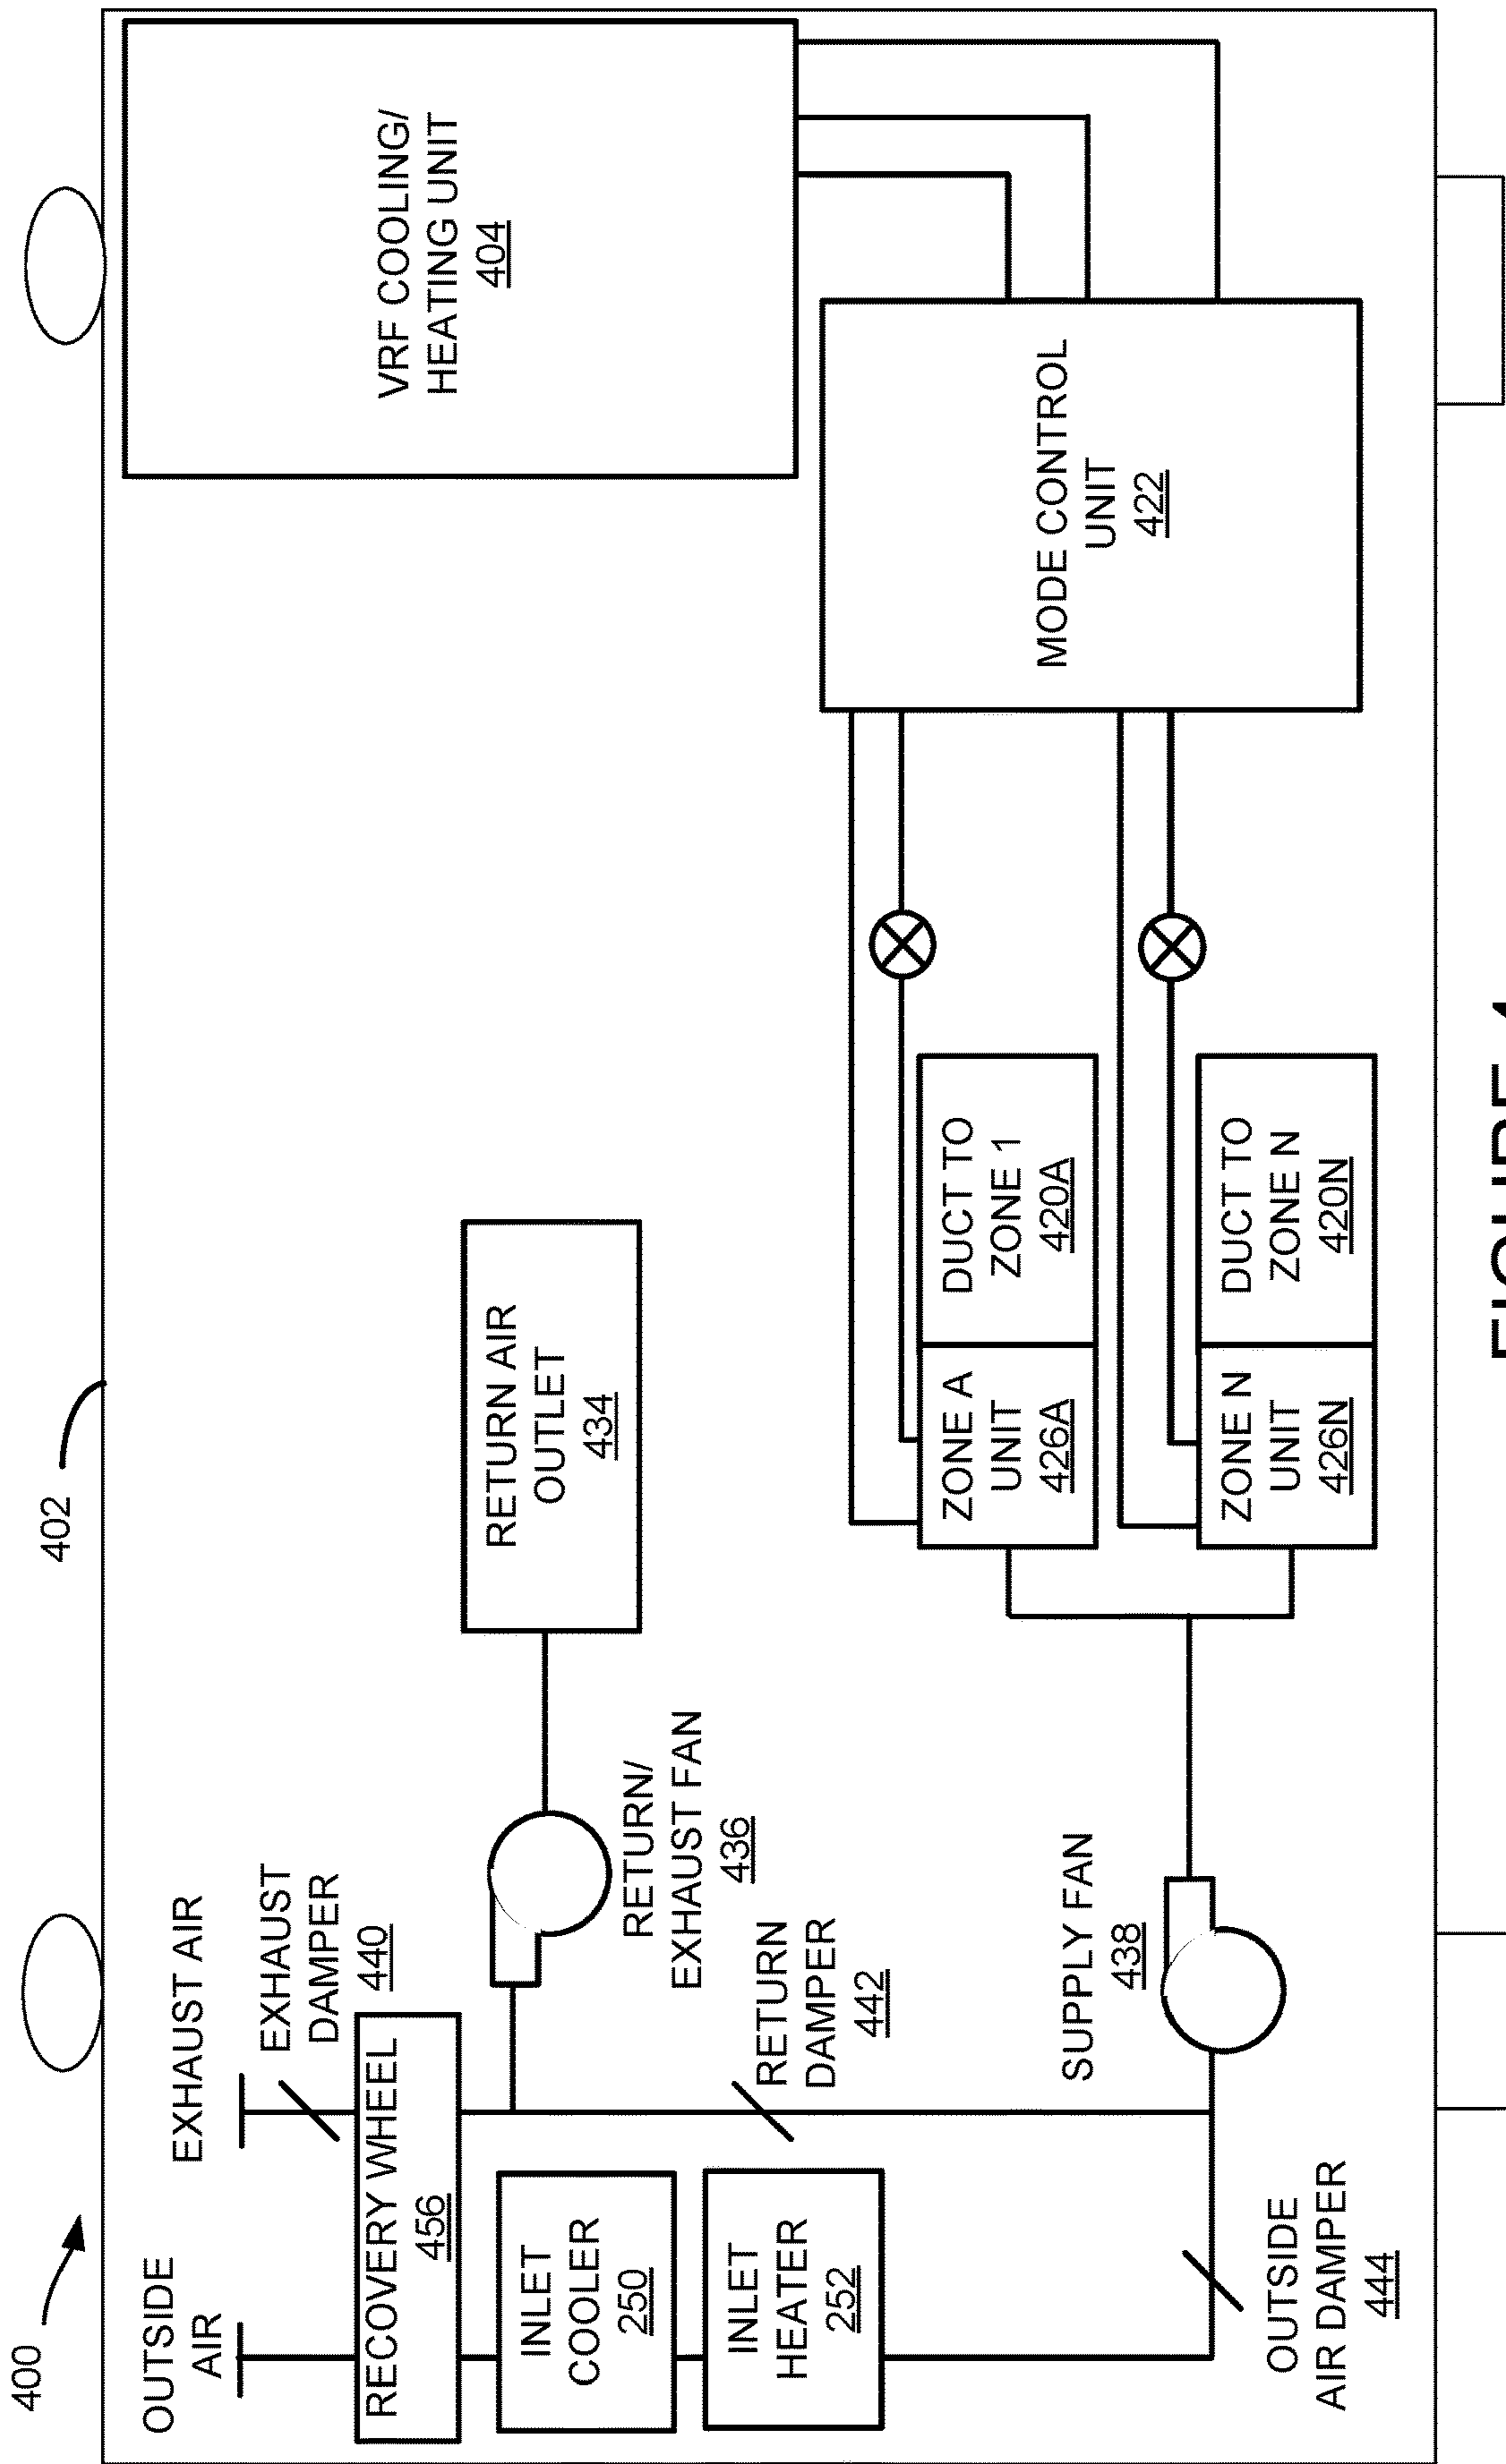 400
402
OUTSIDE
AIR
EXHAUST AIR
EXHAUST
DAMPER
440
RECOVERY WHEEL
456
INLET
COOLER
250
INLET
HEATER
252
RETURN AIR
OUTLET
434
RETURN/
EXHAUST FAN
436
RETURN
DAMPER
442
VRF COOLING/
HEATING UNIT
404
SUPPLY FAN
438
ZONE A
UNIT
426A
DUCT TO
ZONE 1
420A
MODE CONTROL
UNIT
422
ZONE N
UNIT
426N
DUCT TO
ZONE N
420N
OUTSIDE
AIR DAMPER
444
FIGURE 4